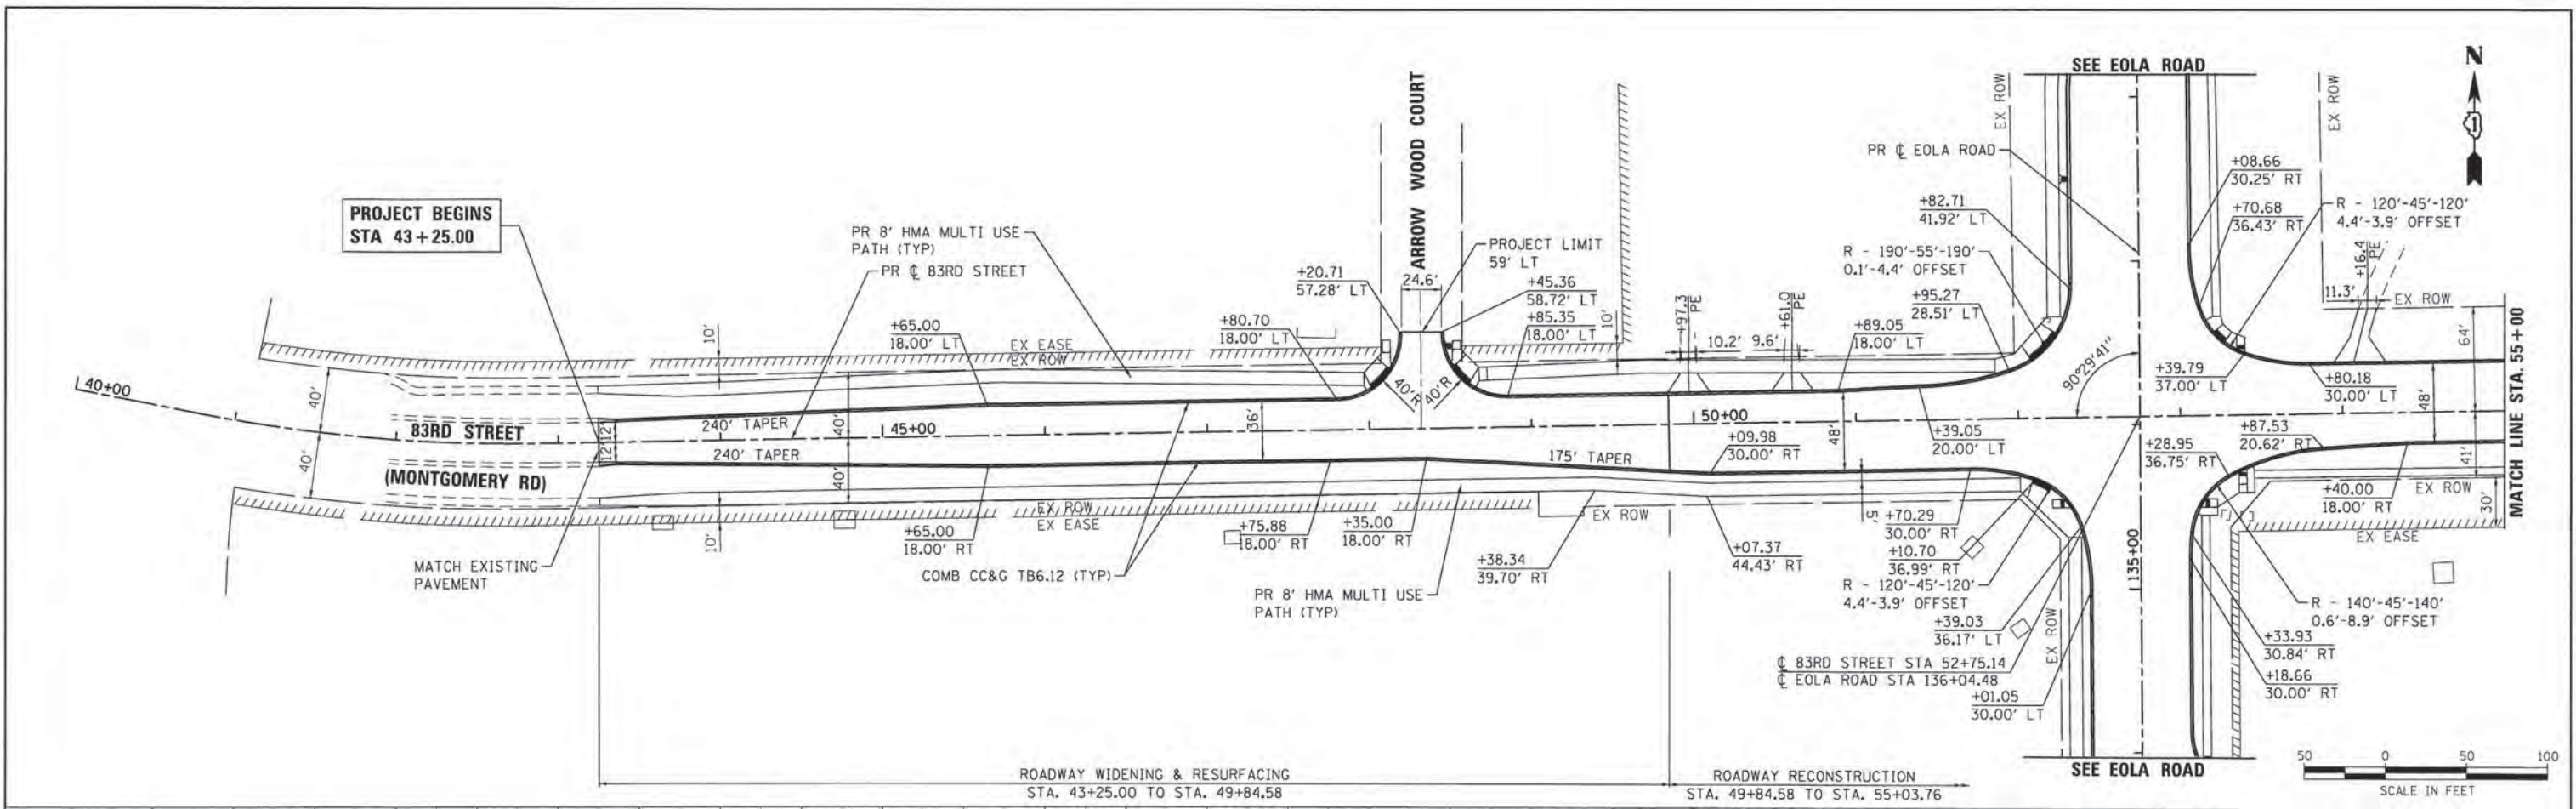 SEE EOLA ROAD
N
1
ARROW WOOD COURT
EX ROW
EX ROW
PR ℄ EOLA ROAD
+08.66
30.25' RT
+70.68
36.43' RT
R - 120'-45'-120'
4.4'-3.9' OFFSET
+82.71
41.92' LT
PROJECT BEGINS
STA 43+25.00
PR 8' HMA MULTI USE
PATH (TYP)
PR ℄ 83RD STREET
PROJECT LIMIT
59' LT
R - 190'-55'-190'
0.1'-4.4' OFFSET
+16.4
PE
+20.71
57.28' LT
24.6'
+45.36
58.72' LT
+97.3
PE
+61.0
PE
+95.27
28.51' LT
11.3'
EX ROW
10'
+65.00
18.00' LT
EX EASE
EX ROW
+80.70
18.00' LT
+85.35
18.00' LT
10'
10.2'
9.6'
+89.05
18.00' LT
64'
MATCH LINE STA. 55+00
40+00
40'
40'R
40'R
90°29'41"
+39.79
37.00' LT
+80.18
30.00' LT
48'
83RD STREET
12'
12'
240' TAPER
40'
45+00
36'
50+00
48'
+39.05
20.00' LT
+87.53
20.62' RT
40'
(MONTGOMERY RD)
240' TAPER
40'
175' TAPER
+09.98
30.00' RT
+28.95
36.75' RT
41'
EX ROW
EX EASE
10'
+65.00
18.00' RT
+75.88
18.00' RT
+35.00
18.00' RT
EX ROW
5'
+70.29
30.00' RT
+40.00
18.00' RT
EX ROW
30'
EX EASE
MATCH EXISTING
PAVEMENT
COMB CC&G TB6.12 (TYP)
+38.34
39.70' RT
+07.37
44.43' RT
+10.70
36.99' RT
135+00
PR 8' HMA MULTI USE
PATH (TYP)
R - 120'-45'-120'
4.4'-3.9' OFFSET
R - 140'-45'-140'
0.6'-8.9' OFFSET
+39.03
36.17' LT
EX ROW
+33.93
30.84' RT
℄ 83RD STREET STA 52+75.14
℄ EOLA ROAD STA 136+04.48
+18.66
30.00' RT
+01.05
30.00' LT
ROADWAY WIDENING & RESURFACING
STA. 43+25.00 TO STA. 49+84.58
ROADWAY RECONSTRUCTION
STA. 49+84.58 TO STA. 55+03.76
SEE EOLA ROAD
50 0 50 100
SCALE IN FEET